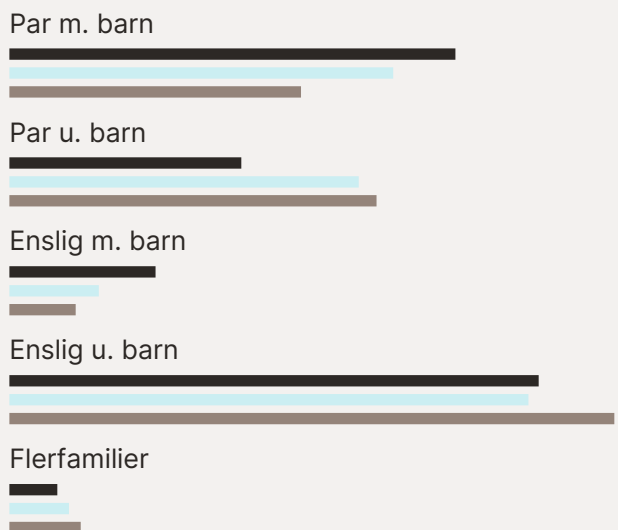 Par m. barn
Par u. barn
Enslig m. barn
Enslig u. barn
Flerfamilier